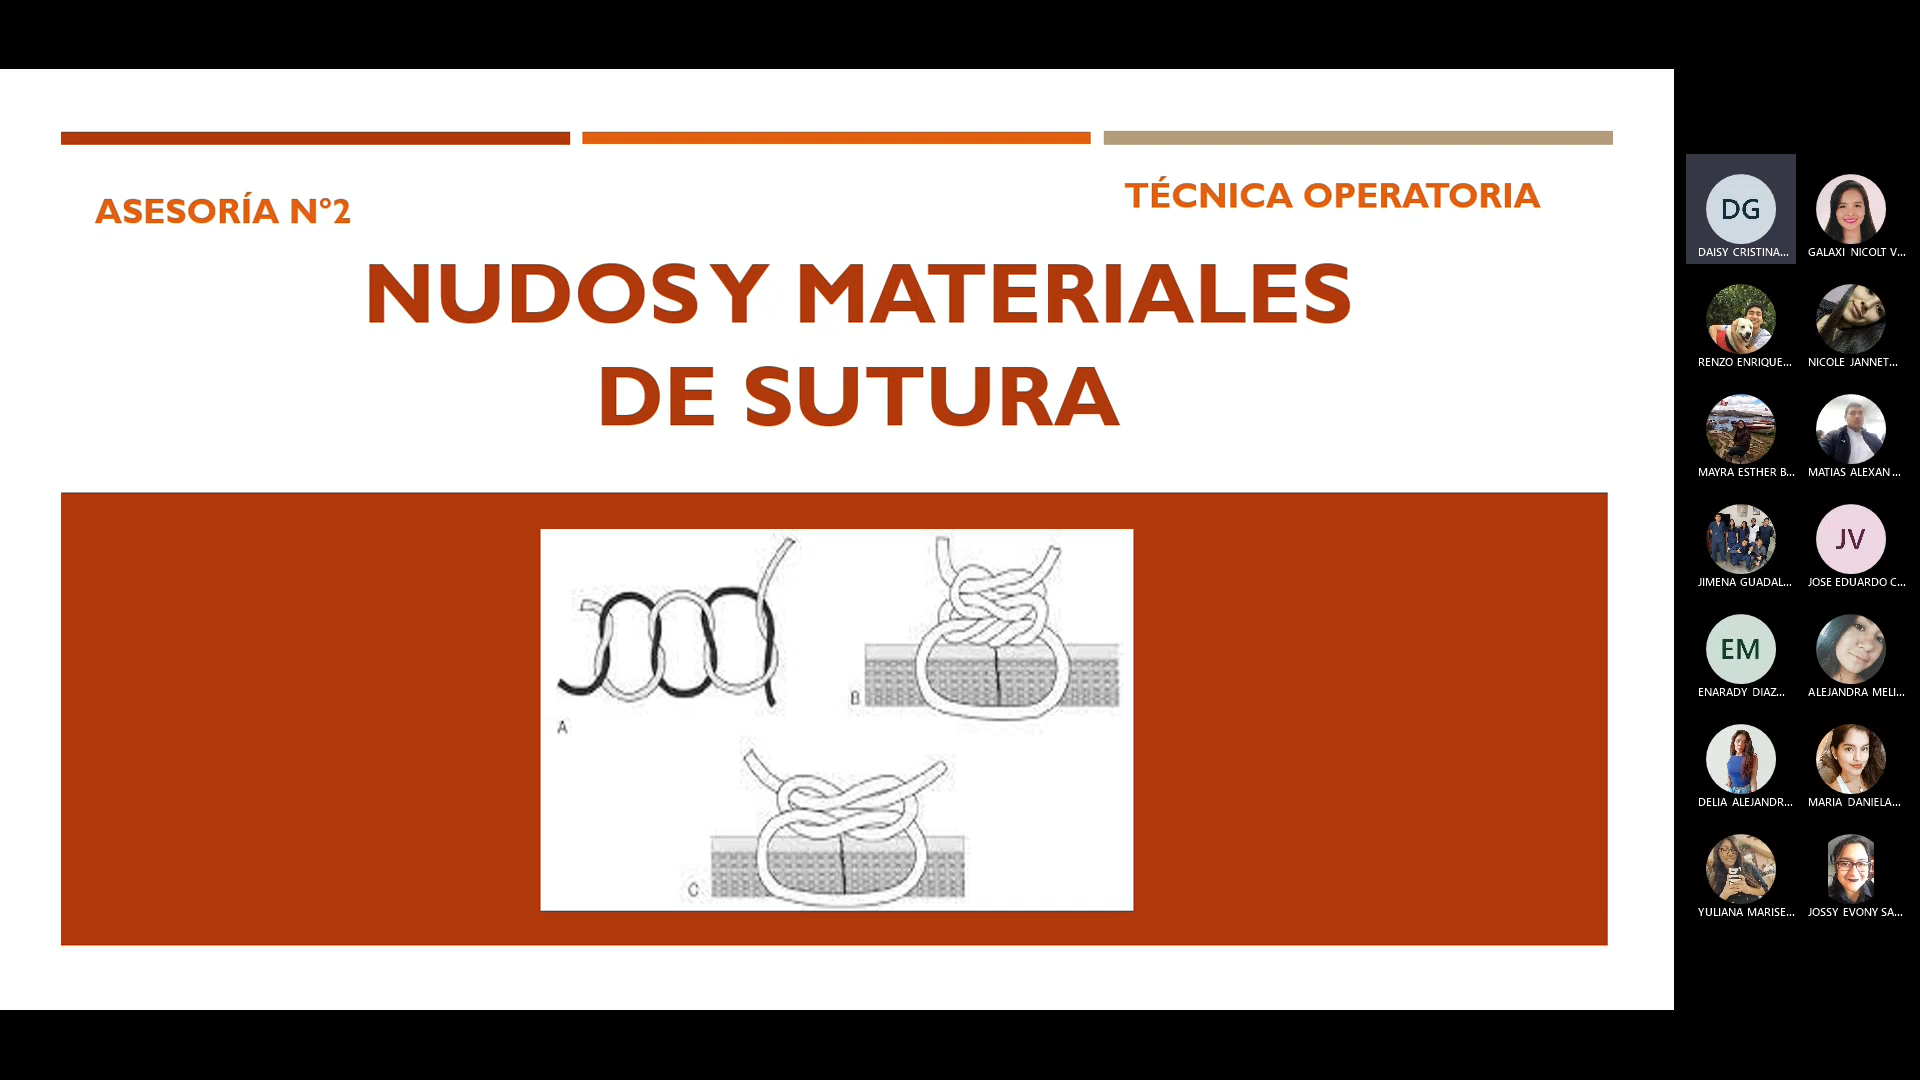 ASESORÍA N°2
TÉCNICA OPERATORIA
NUDOS Y MATERIALES
DE SUTURA
A
B
C
DG
DAISY CRISTINA...
GALAXI NICOLT V...
RENZO ENRIQUE...
NICOLE JANNET...
MAYRA ESTHER B...
MATIAS ALEXAN...
JIMENA GUADAL...
JV
JOSE EDUARDO C...
EM
ENARADY DIAZ...
ALEJANDRA MELI...
DELIA ALEJANDR...
MARIA DANIELA...
YULIANA MARISE...
JOSSY EVONY SA...